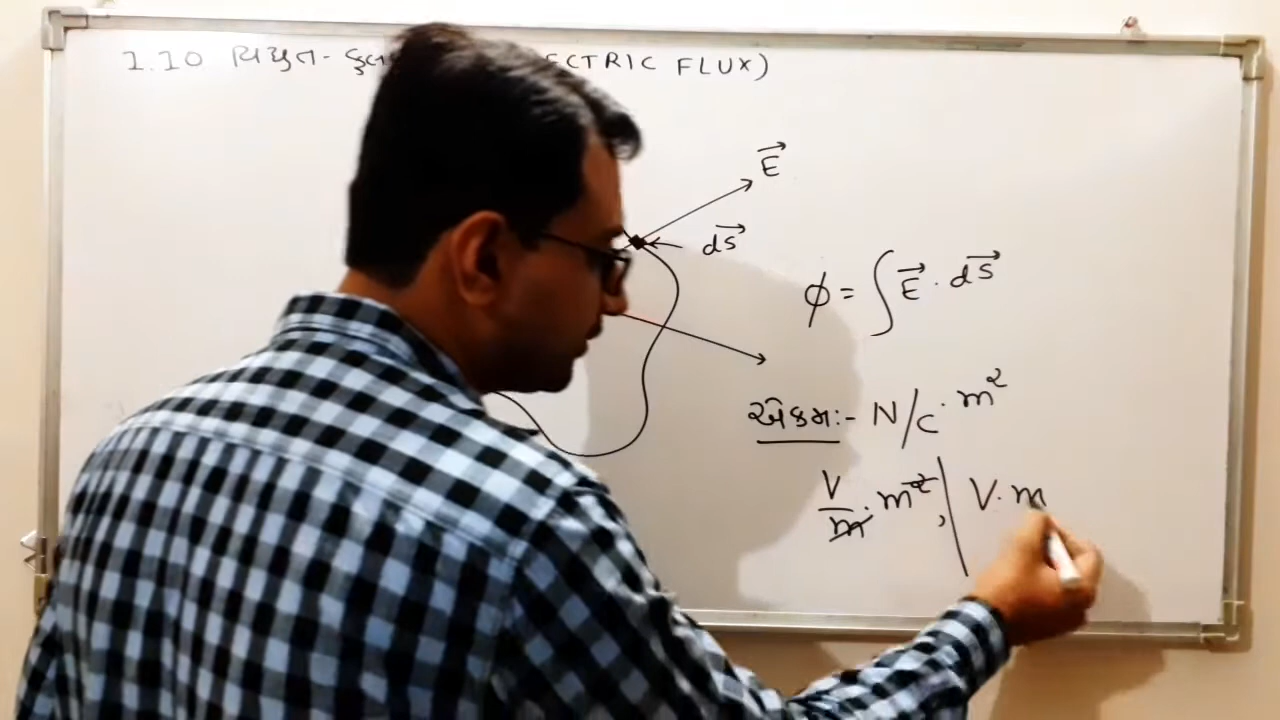 1.10 વિદ્યુત- ECTRIC FLUX)
E⃗
dS⃗
ϕ = ∫ E⃗ · dS⃗
એકમ:- N/C · m²
V/m · m², | V · m